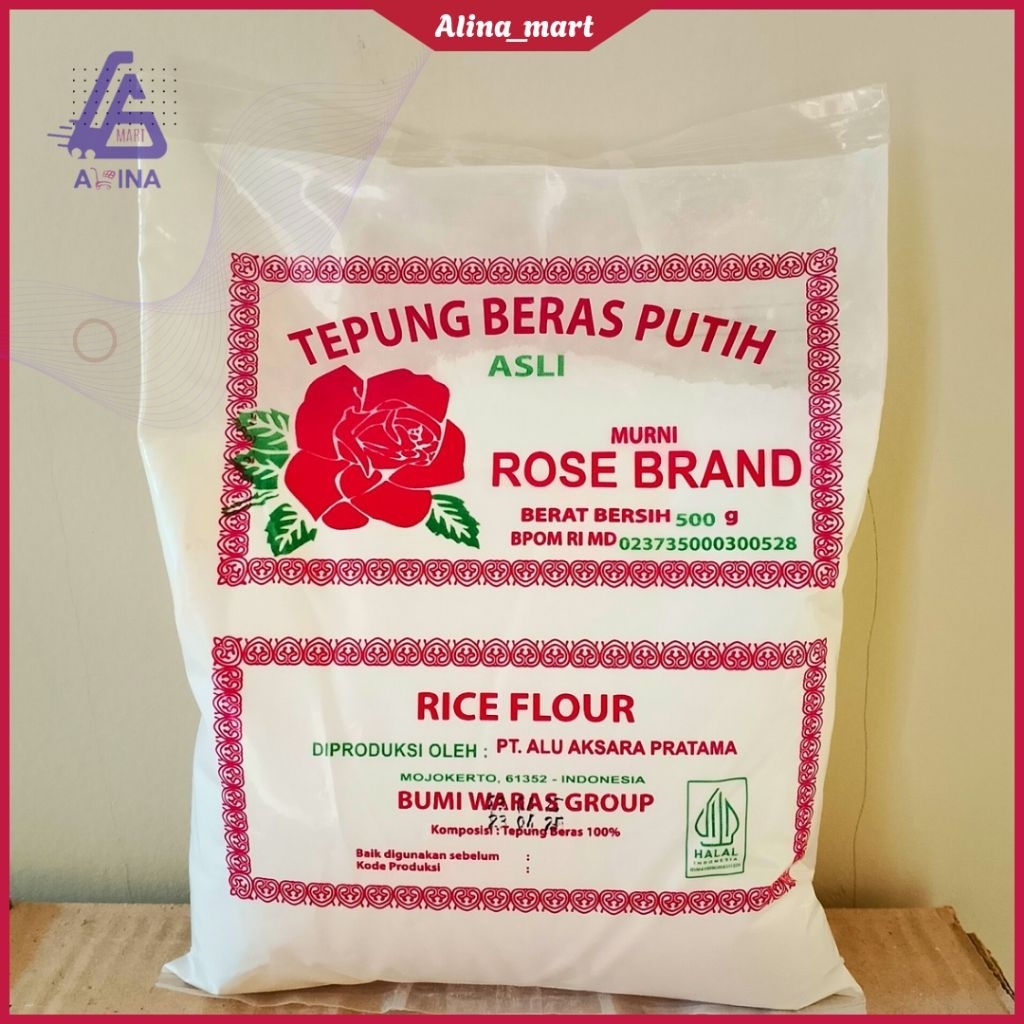 Alina_mart
MART
ALINA
TEPUNG BERAS PUTIH
ASLI
MURNI
ROSE BRAND
BERAT BERSIH 500 g
BPOM RI MD 023735000300528
RICE FLOUR
DIPRODUKSI OLEH : PT. ALU AKSARA PRATAMA
MOJOKERTO, 61352 - INDONESIA
BUMI WARAS GROUP
Komposisi : Tepung Beras 100%
Baik digunakan sebelum :
Kode Produksi :
HALAL
INDONESIA